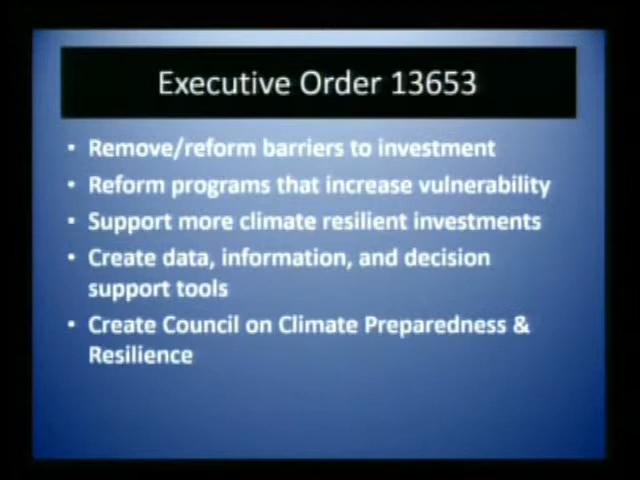 Executive Order 13653
• Remove/reform barriers to investment
• Reform programs that increase vulnerability
• Support more climate resilient investments
• Create data, information, and decision
support tools
• Create Council on Climate Preparedness &
Resilience